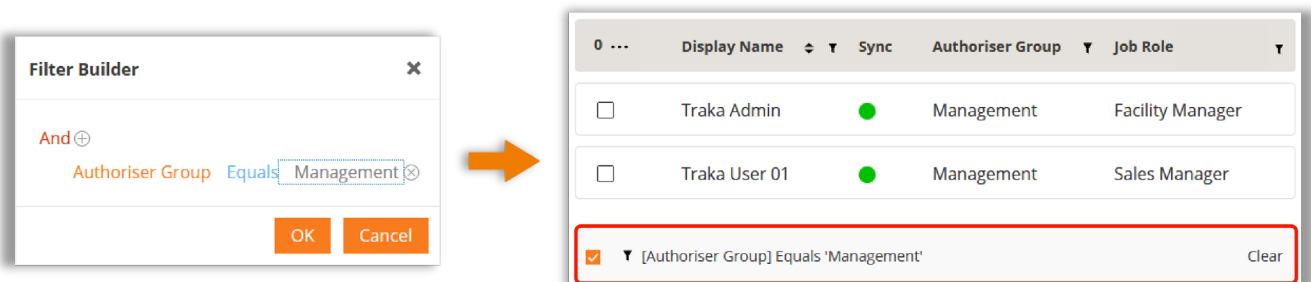 Filter Builder
And
Authoriser Group Equals Management
OK Cancel
0 ... Display Name Sync Authoriser Group Job Role
Traka Admin Management Facility Manager
Traka User 01 Management Sales Manager
[Authoriser Group] Equals 'Management' Clear